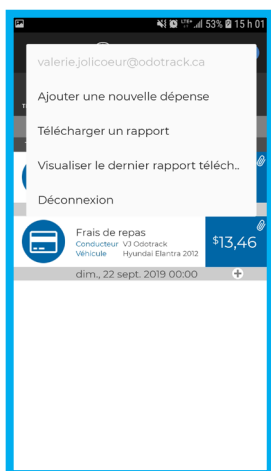 LTE+ 53% 15 h 01
valerie.jolicoeur@odotrack.ca
Ajouter une nouvelle dépense
Télécharger un rapport
Visualiser le dernier rapport téléch..
Déconnexion
Frais de repas
Conducteur VJ Odotrack
Véhicule Hyundai Elantra 2012
$13,46
dim., 22 sept. 2019 00:00